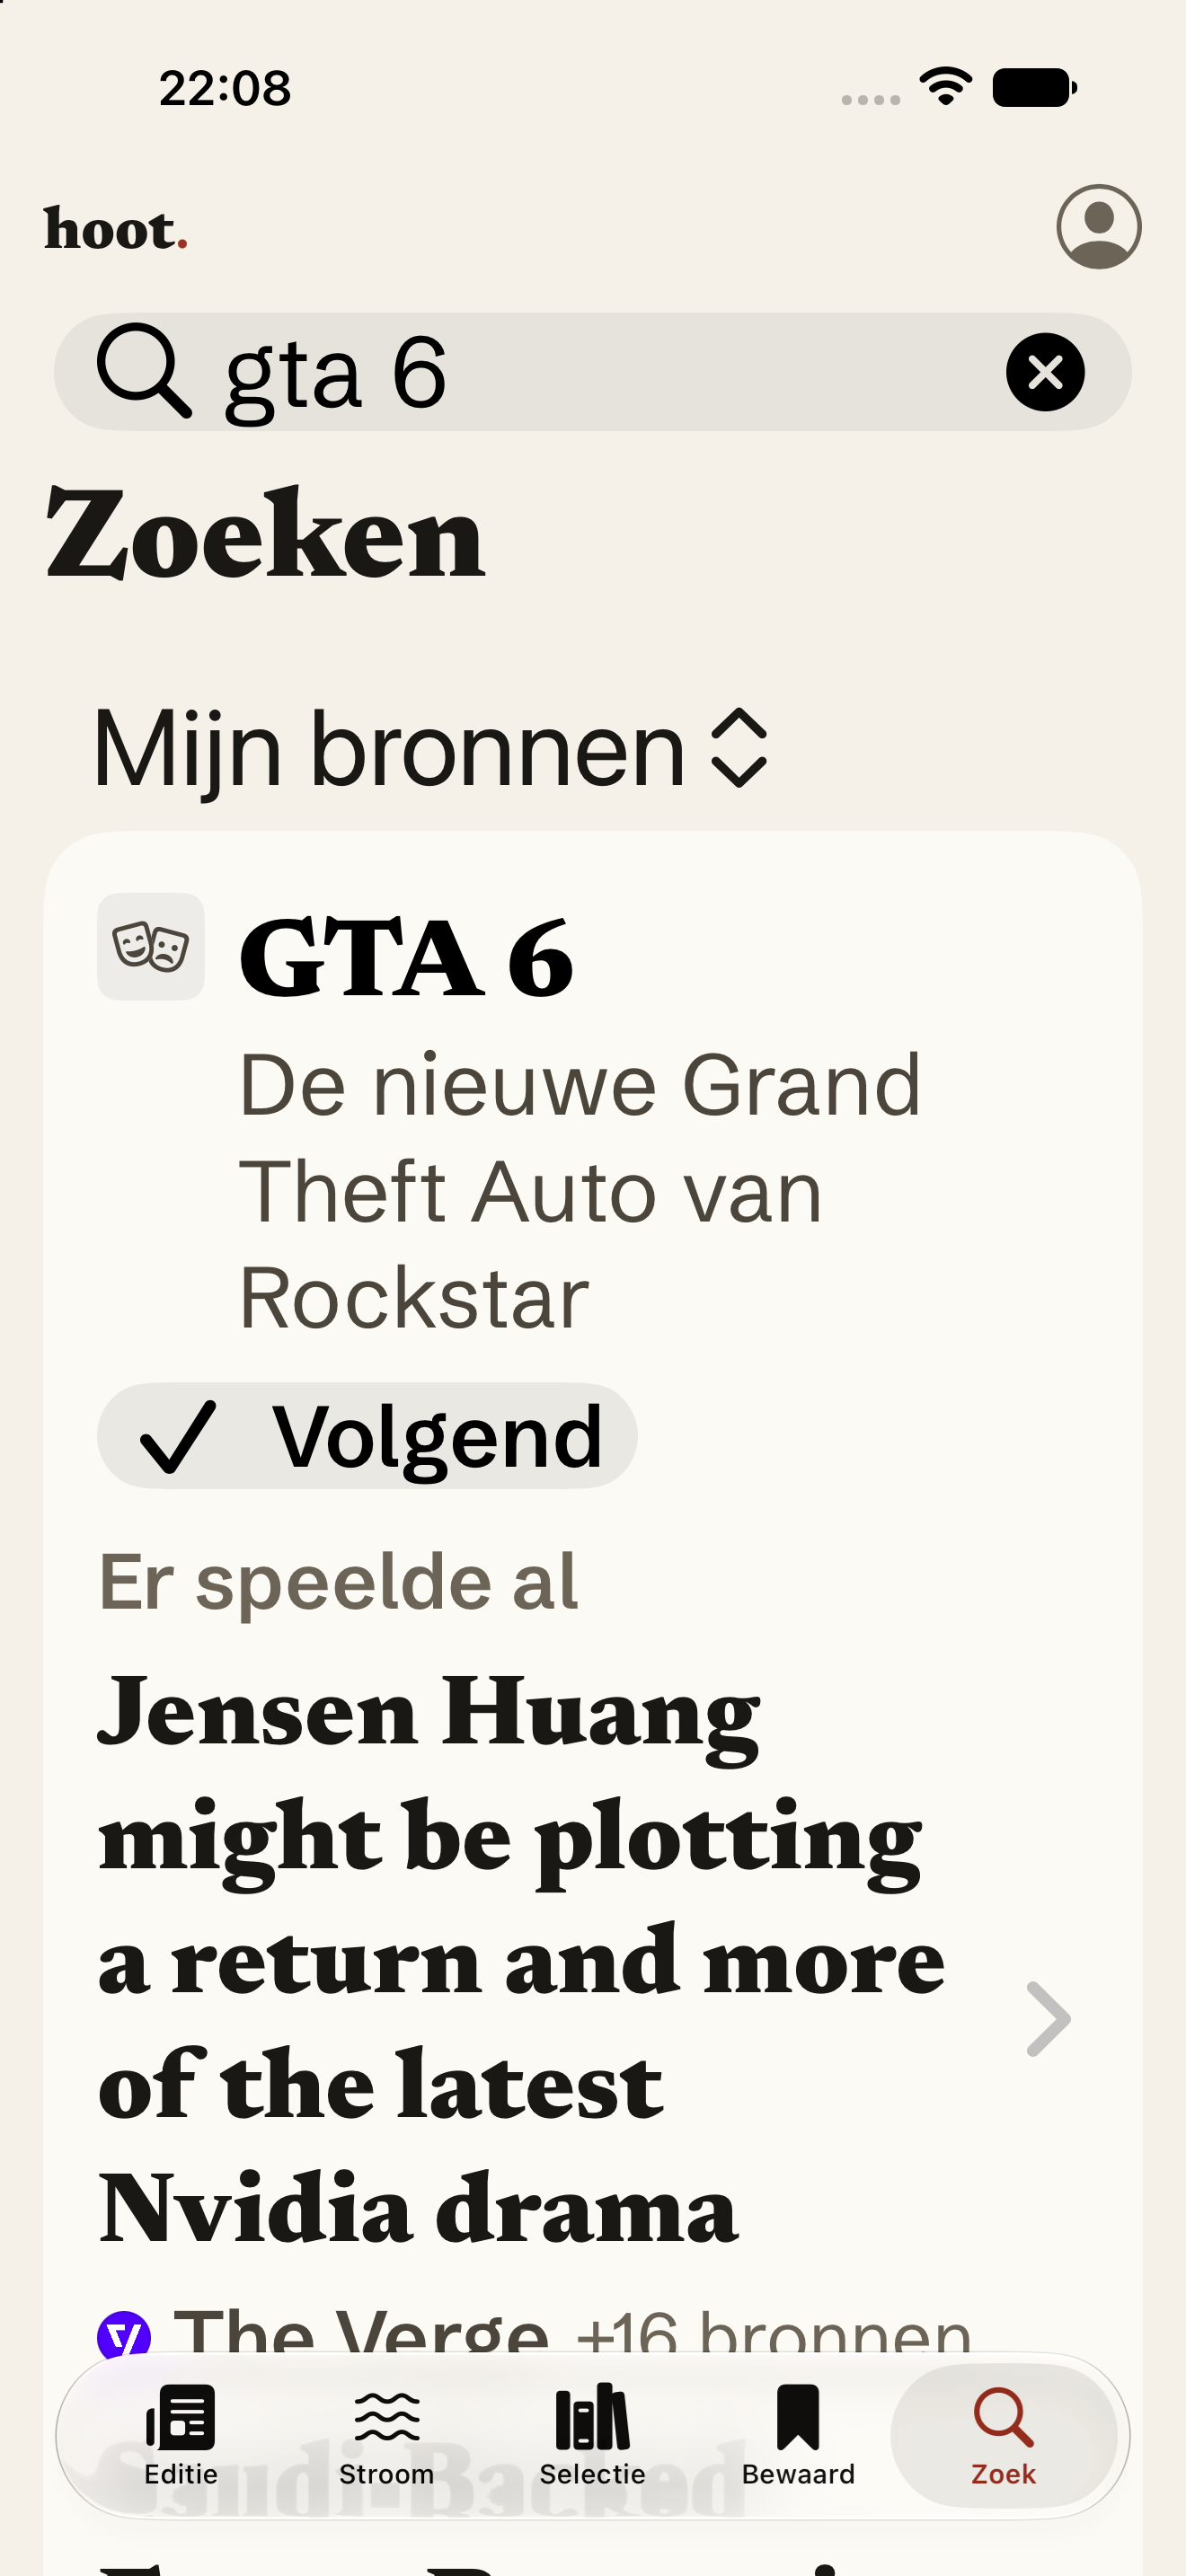 22:08
hoot.
gta 6
Zoeken
Mijn bronnen
GTA 6
De nieuwe Grand
Theft Auto van
Rockstar
Volgend
Er speelde al
Jensen Huang
might be plotting
a return and more
of the latest
Nvidia drama
The Verge +16 bronnen
Saudi-Backed
Editie
Stroom
Selectie
Bewaard
Zoek